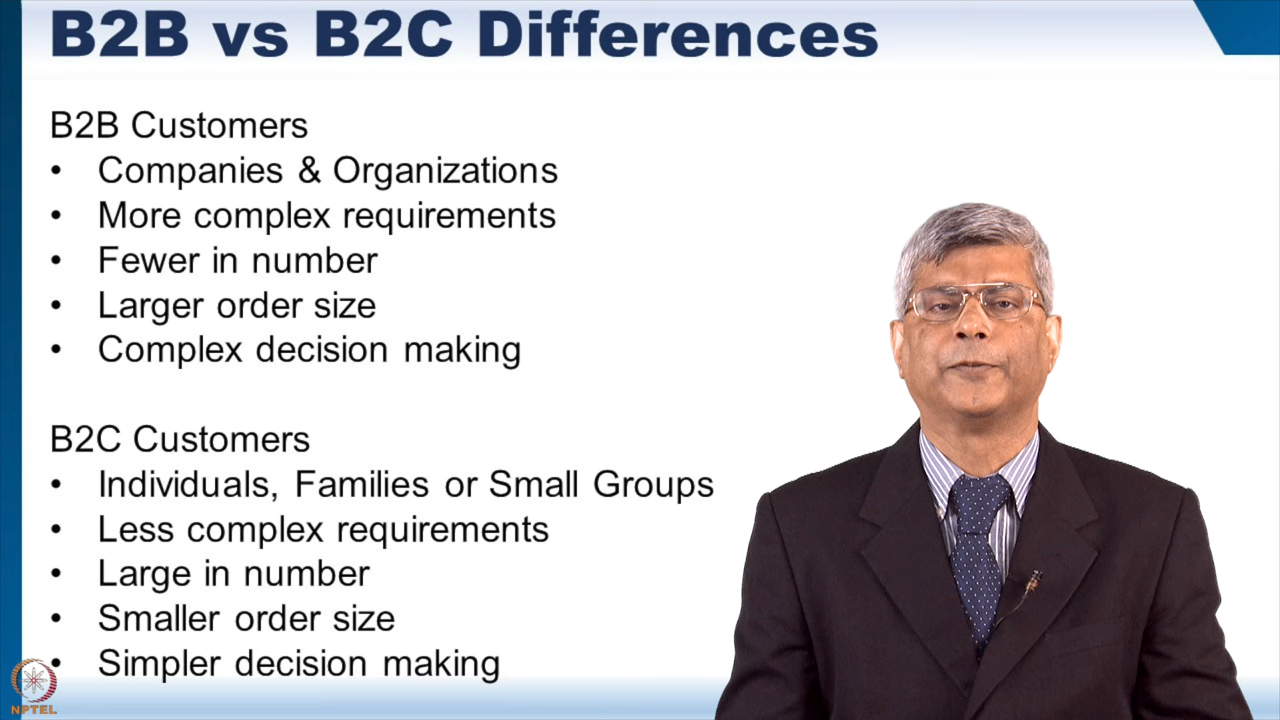 B2B vs B2C Differences
B2B Customers
• Companies & Organizations
• More complex requirements
• Fewer in number
• Larger order size
• Complex decision making
B2C Customers
• Individuals, Families or Small Groups
• Less complex requirements
• Large in number
• Smaller order size
• Simpler decision making
NPTEL